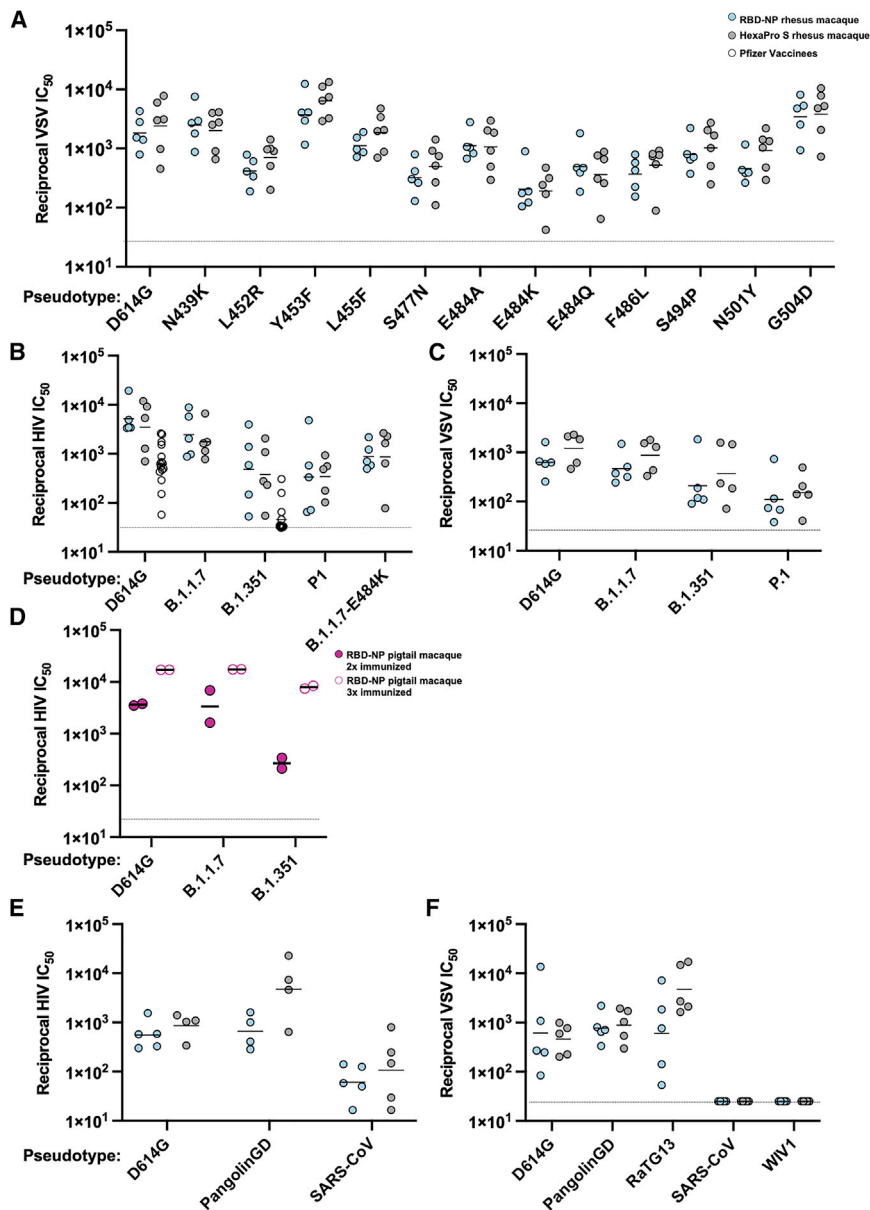 A
RBD-NP rhesus macaque
HexaPro S rhesus macaque
Pfizer Vaccinees
Reciprocal VSV IC50
1×10^5
1×10^4
1×10^3
1×10^2
1×10^1
Pseudotype:
D614G
N439K
L452R
Y453F
L455F
S477N
E484A
E484K
E484Q
F486L
S494P
N501Y
G504D
B
Reciprocal HIV IC50
1×10^5
1×10^4
1×10^3
1×10^2
1×10^1
Pseudotype:
D614G
B.1.1.7
B.1.351
P1
B.1.1.7-E484K
C
Reciprocal VSV IC50
1×10^5
1×10^4
1×10^3
1×10^2
1×10^1
D614G
B.1.1.7
B.1.351
P.1
D
RBD-NP pigtail macaque
2x immunized
RBD-NP pigtail macaque
3x immunized
Reciprocal HIV IC50
1×10^5
1×10^4
1×10^3
1×10^2
1×10^1
Pseudotype:
D614G
B.1.1.7
B.1.351
E
Reciprocal HIV IC50
1×10^5
1×10^4
1×10^3
1×10^2
1×10^1
Pseudotype:
D614G
PangolinGD
SARS-CoV
F
Reciprocal VSV IC50
1×10^5
1×10^4
1×10^3
1×10^2
1×10^1
D614G
PangolinGD
RaTG13
SARS-CoV
WIV1